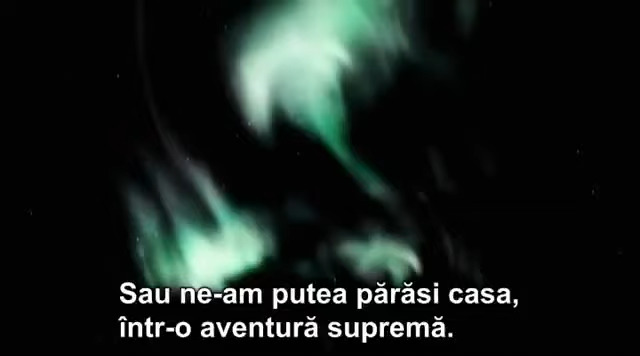 Sau ne-am putea părăsi casa,
într-o aventură supremă.